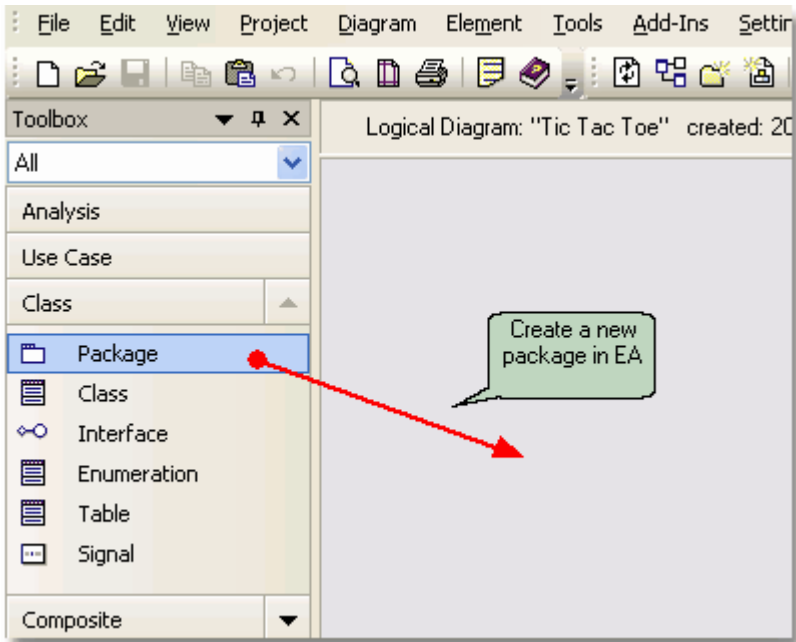 File Edit View Project Diagram Element Tools Add-Ins
Toolbox
Logical Diagram: "Tic Tac Toe" created: 20
All
Analysis
Use Case
Class
Create a new
package in EA
Package
Class
Interface
Enumeration
Table
Signal
Composite